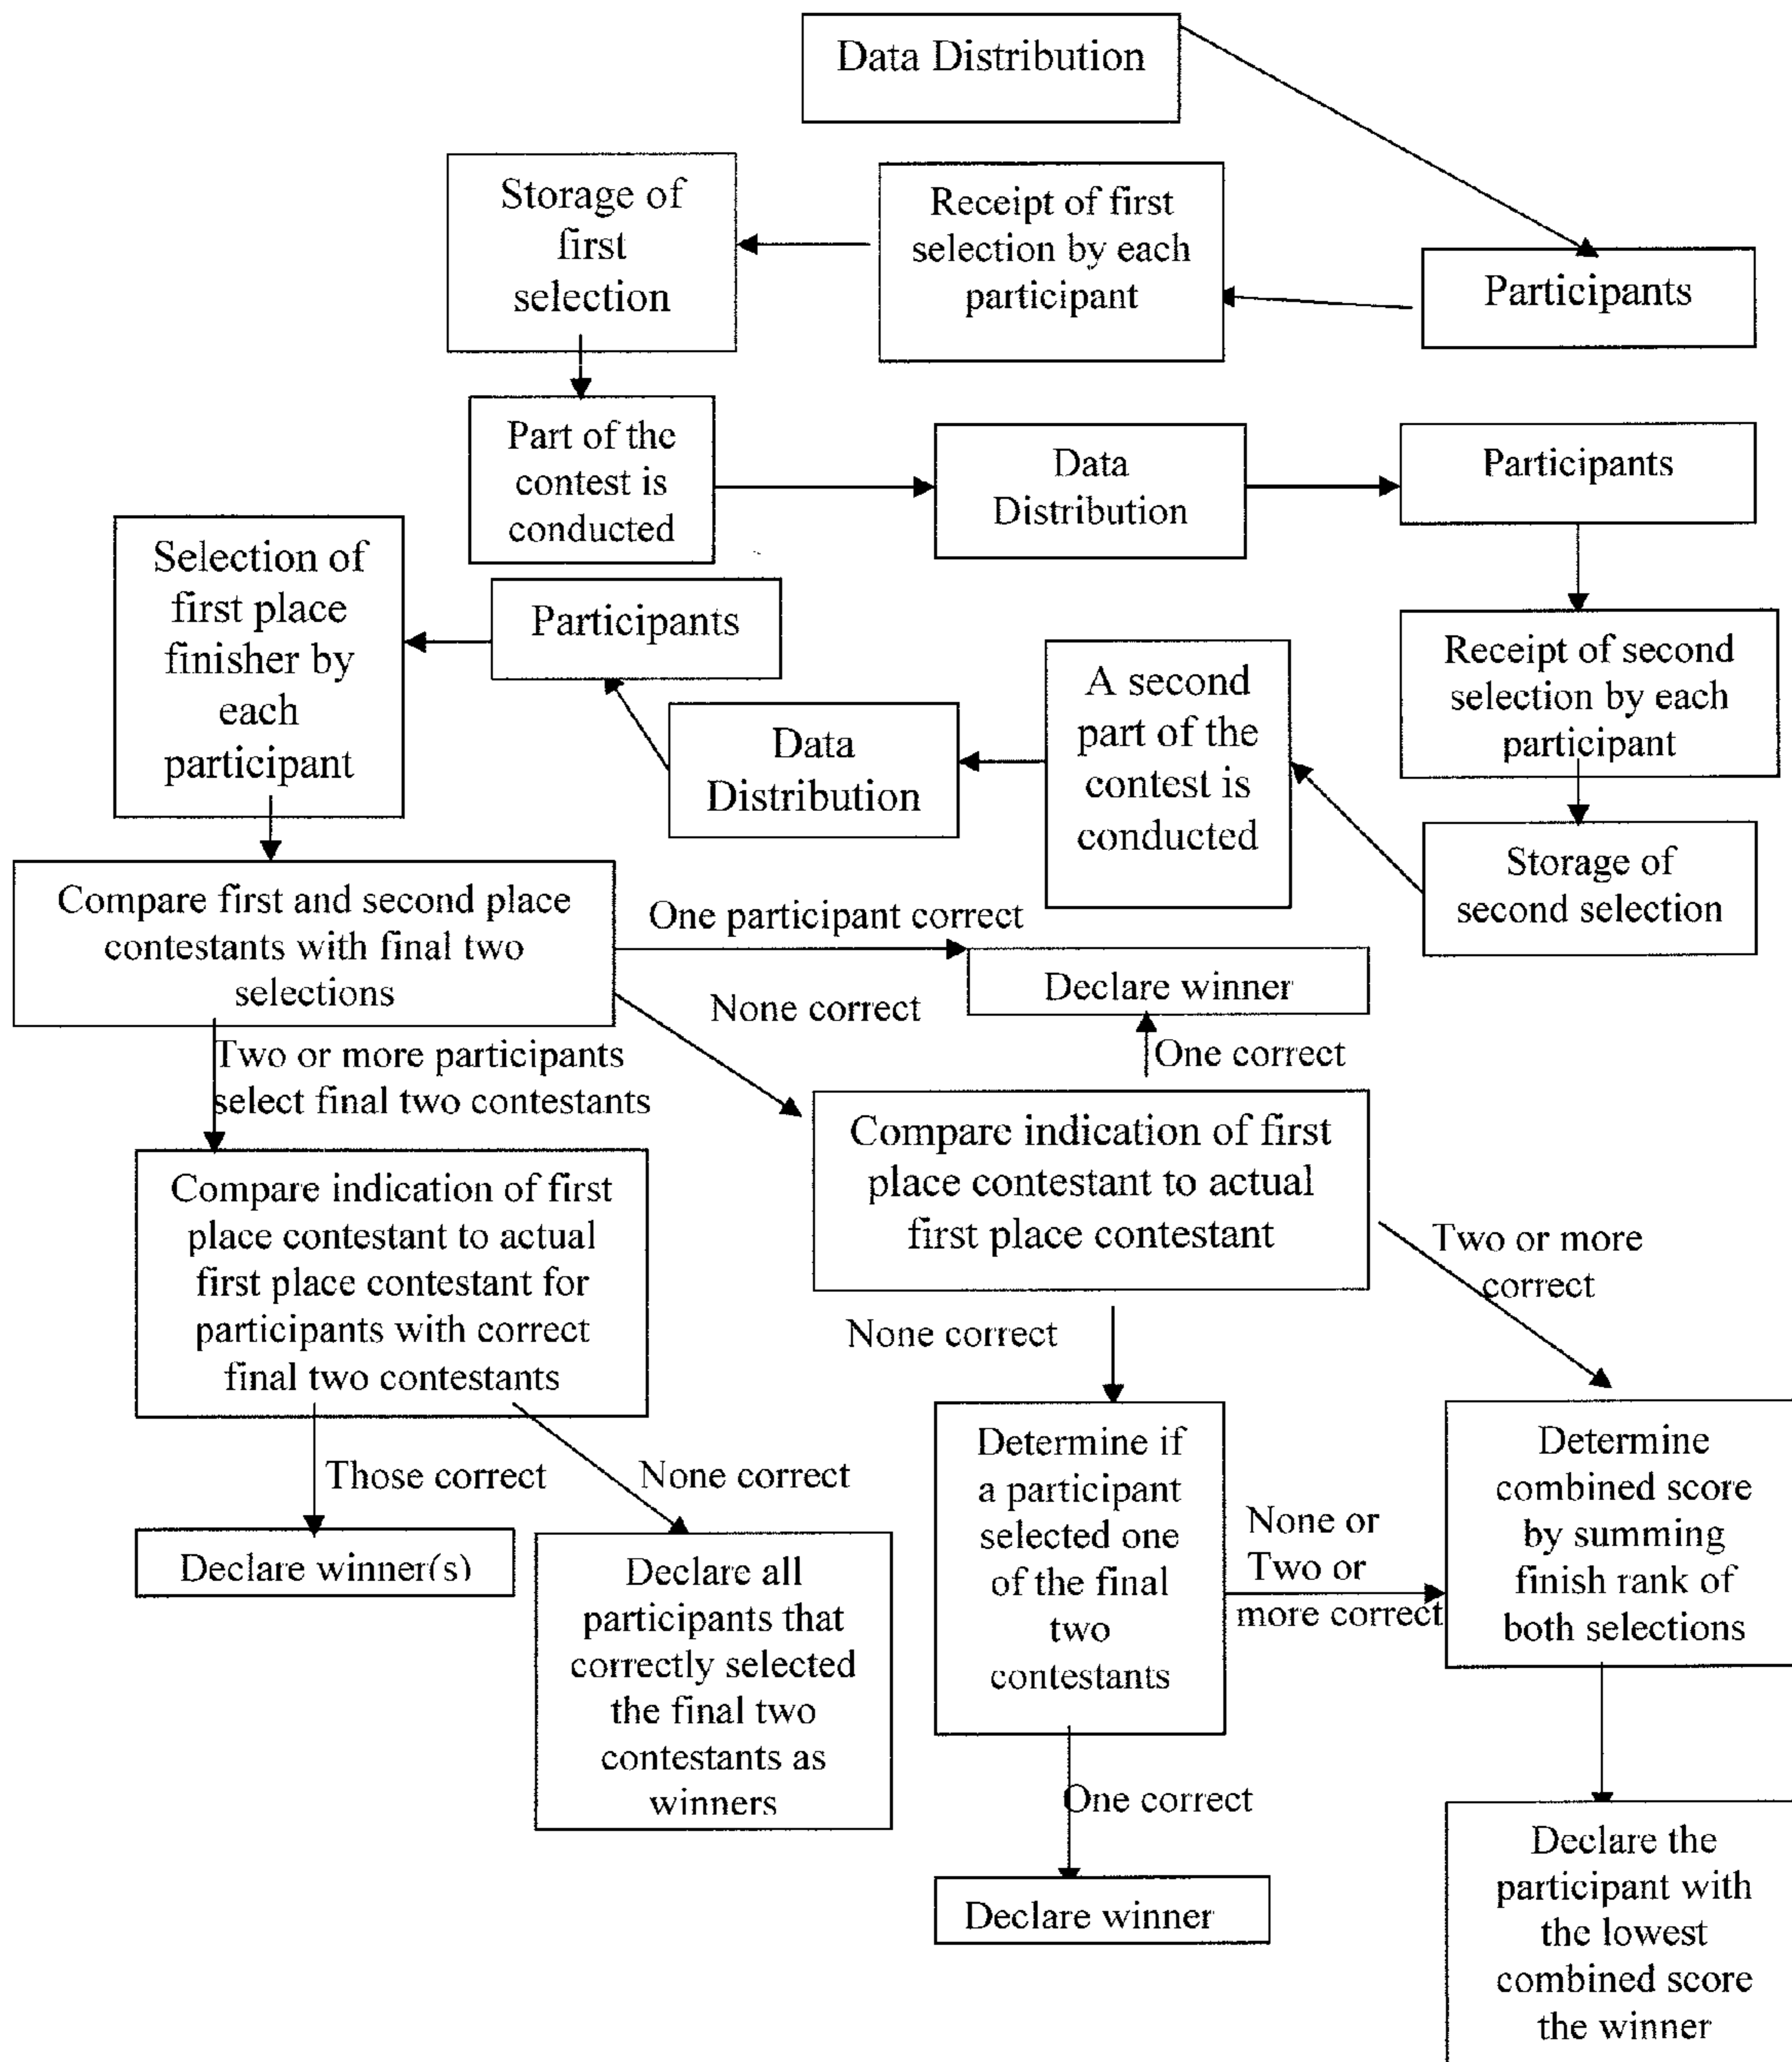 Data Distribution
Storage of
first
selection
Receipt of first
selection by each
participant
Participants
Part of the
contest is
conducted
Data
Distribution
Participants
Selection of
first place
finisher by
each
participant
Participants
Data
Distribution
A second
part of the
contest is
conducted
Receipt of second
selection by each
participant
Storage of
second selection
Compare first and second place
contestants with final two
selections
One participant correct
Declare winner
None correct
One correct
Two or more participants
select final two contestants
Compare indication of first
place contestant to actual
first place contestant
Two or more
correct
Compare indication of first
place contestant to actual
first place contestant for
participants with correct
final two contestants
None correct
Those correct
None correct
Declare winner(s)
Declare all
participants that
correctly selected
the final two
contestants as
winners
Determine if
a participant
selected one
of the final
two
contestants
None or
Two or
more correct
Determine
combined score
by summing
finish rank of
both selections
One correct
Declare winner
Declare the
participant with
the lowest
combined score
the winner